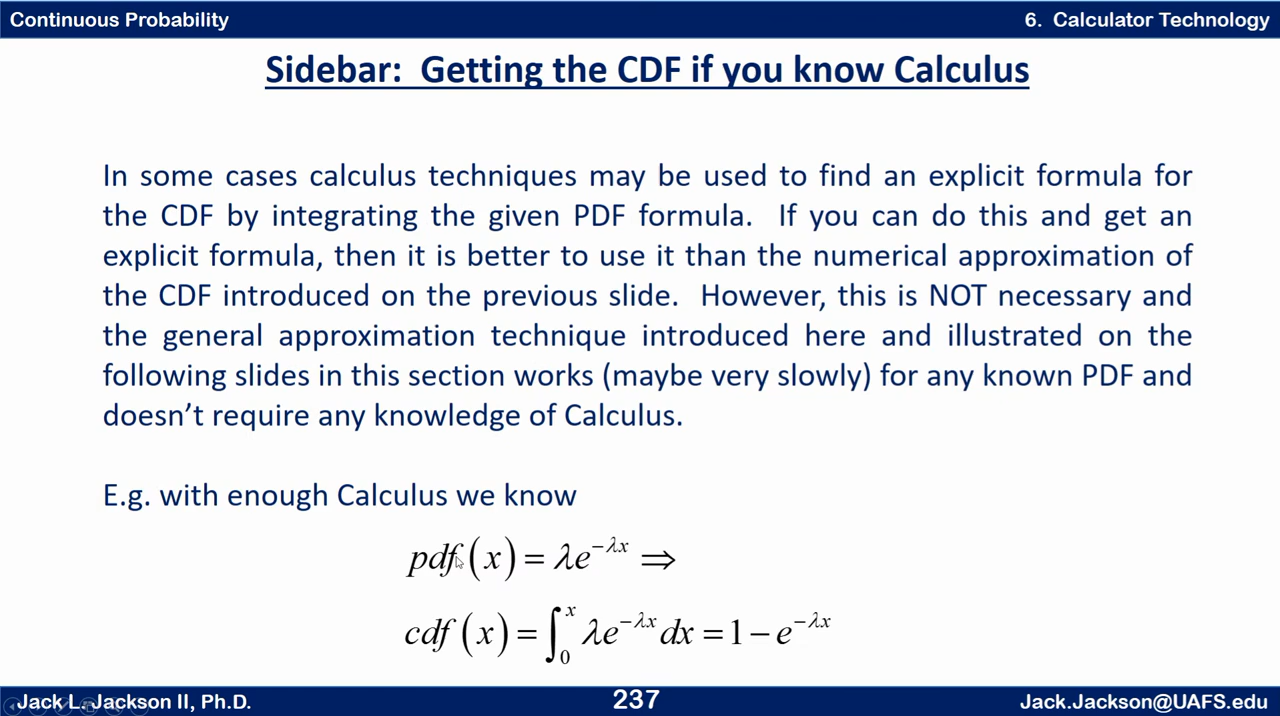 Continuous Probability
6. Calculator Technology
Sidebar: Getting the CDF if you know Calculus
In some cases calculus techniques may be used to find an explicit formula for
the CDF by integrating the given PDF formula. If you can do this and get an
explicit formula, then it is better to use it than the numerical approximation of
the CDF introduced on the previous slide. However, this is NOT necessary and
the general approximation technique introduced here and illustrated on the
following slides in this section works (maybe very slowly) for any known PDF and
doesn’t require any knowledge of Calculus.
E.g. with enough Calculus we know
pdf(x) = λe^{−λx} ⇒
cdf(x) = ∫_0^x λe^{−λx} dx = 1 − e^{−λx}
Jack L. Jackson II, Ph.D.
237
Jack.Jackson@UAFS.edu